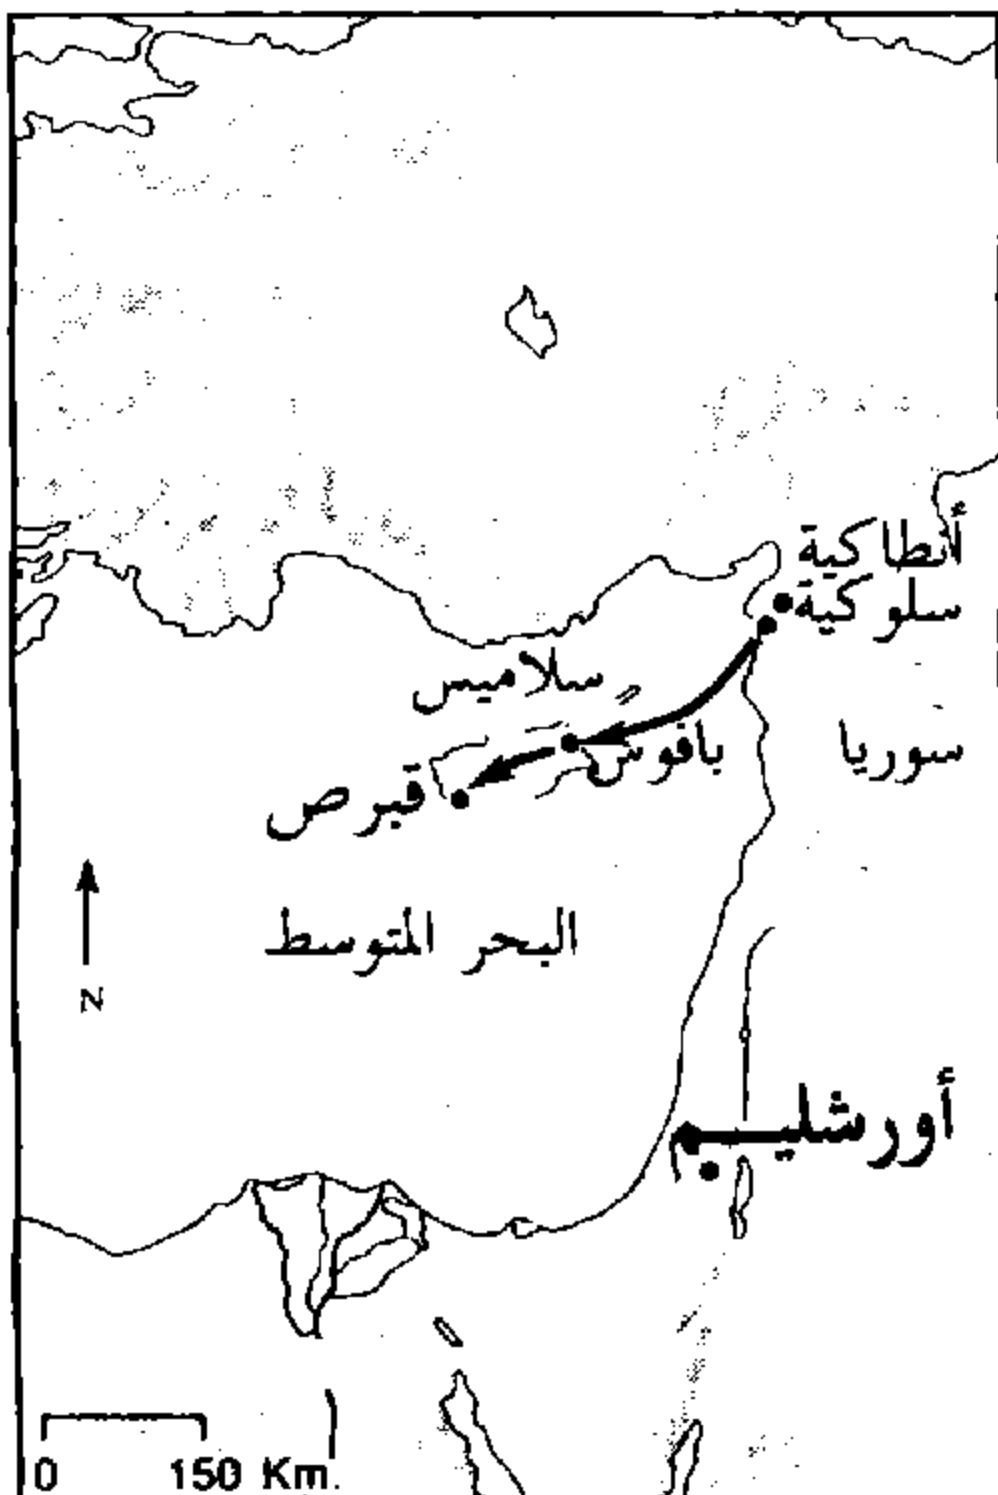 أنطاكية
سلوكية
سلاميس
بافوس
سوريا
قبرص
البحر المتوسط
N
أورشليم
0 150 Km.